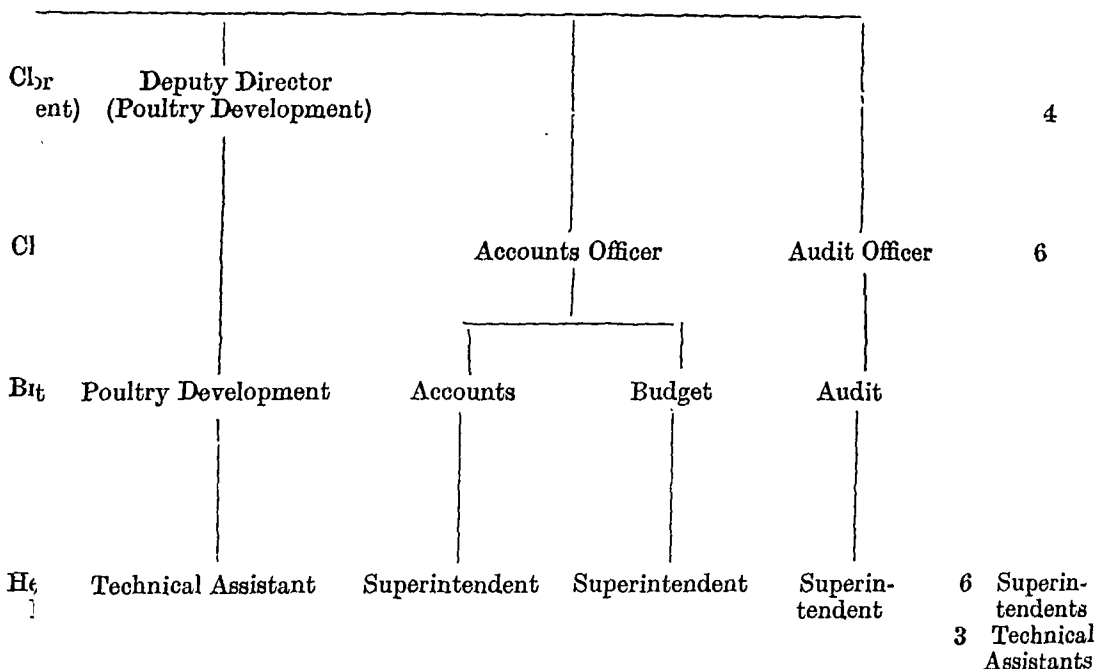 Deputy Director
ent) (Poultry Development) 4
Accounts Officer Audit Officer 6
Poultry Development Accounts Budget Audit
Technical Assistant Superintendent Superintendent Superin- 6 Superin-
tendent tendents
3 Technical
Assistants